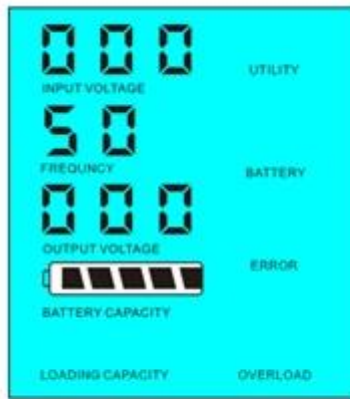 000
INPUT VOLTAGE
UTILITY
50
FREQUNCY
BATTERY
000
OUTPUT VOLTAGE
ERROR
BATTERY CAPACITY
LOADING CAPACITY
OVERLOAD